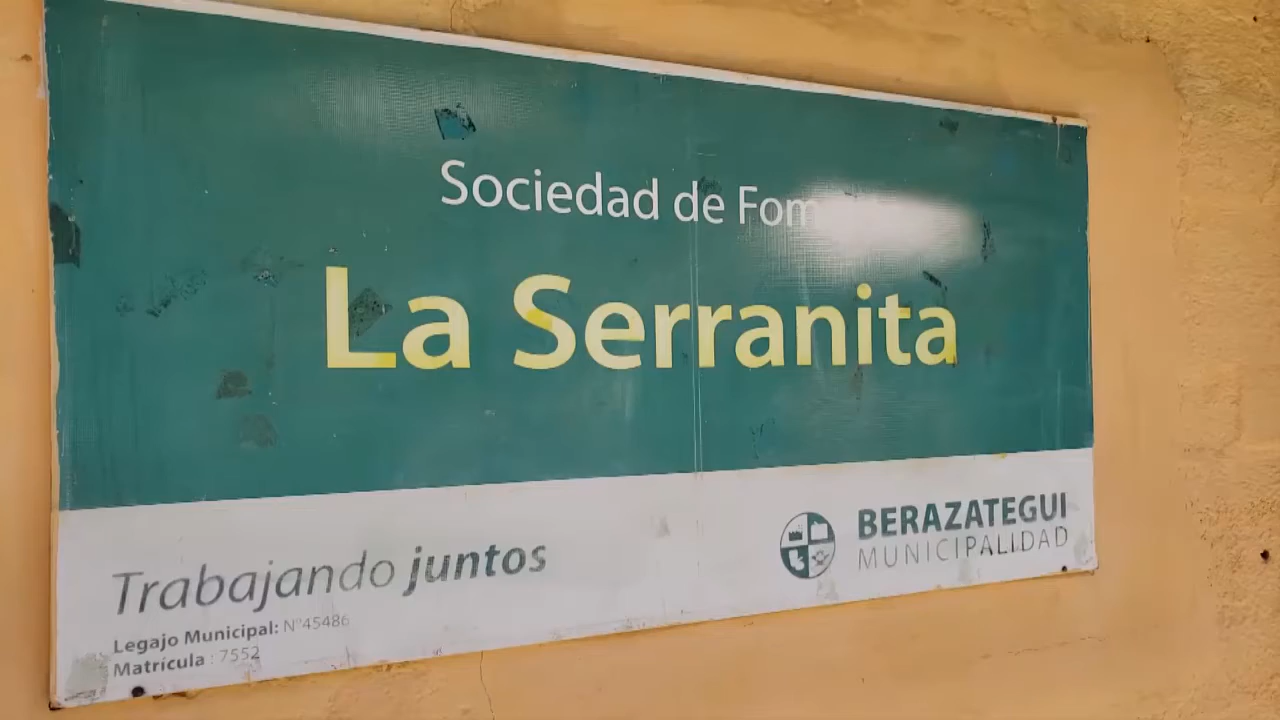 Sociedad de Fom
La Serranita
Trabajando juntos
BERAZATEGUI
MUNICIPALIDAD
Legajo Municipal: N°45486
Matrícula : 7552